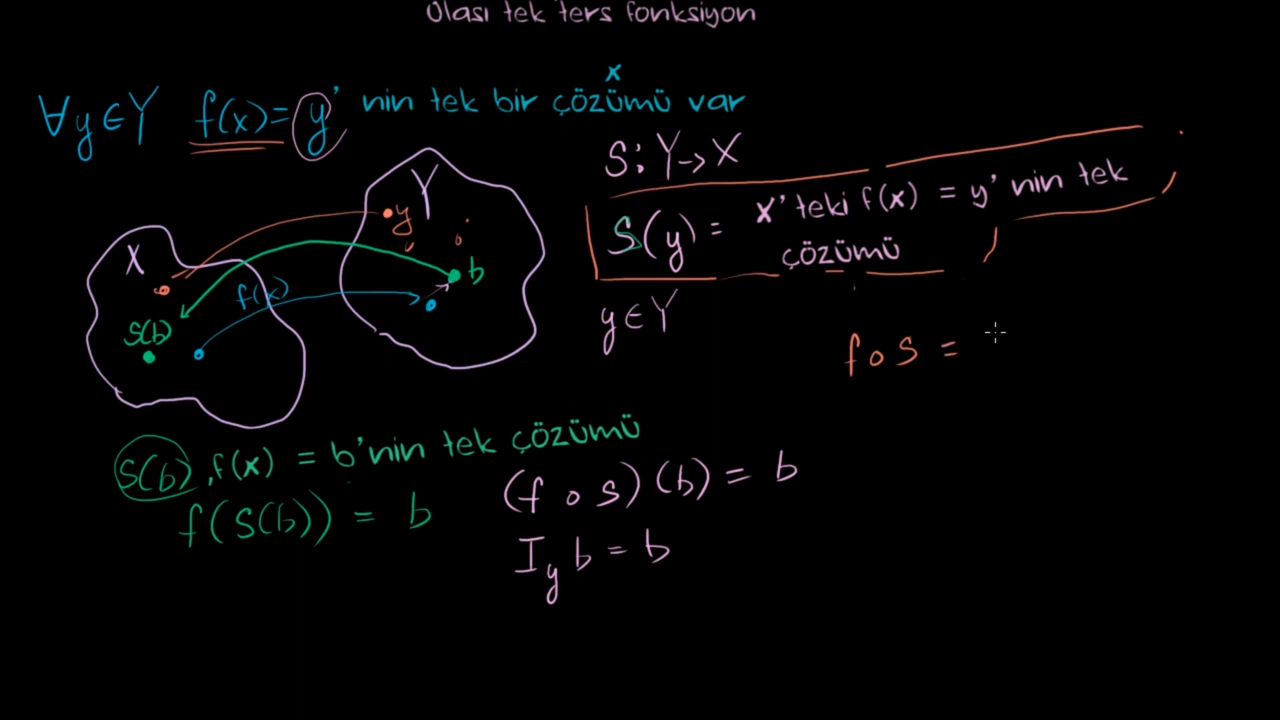 Olası tek ters fonksiyon
x
∀y∈Y f(x)=y' nin tek bir çözümü var
S: Y→X
S(y) = x'teki f(x) = y'nin tek
çözümü
y∈Y
X
Y
y
b
f(x)
S(b)
f∘S =
S(b), f(x) = b'nin tek çözümü
f(S(b)) = b
(f∘s)(b) = b
I_y b = b